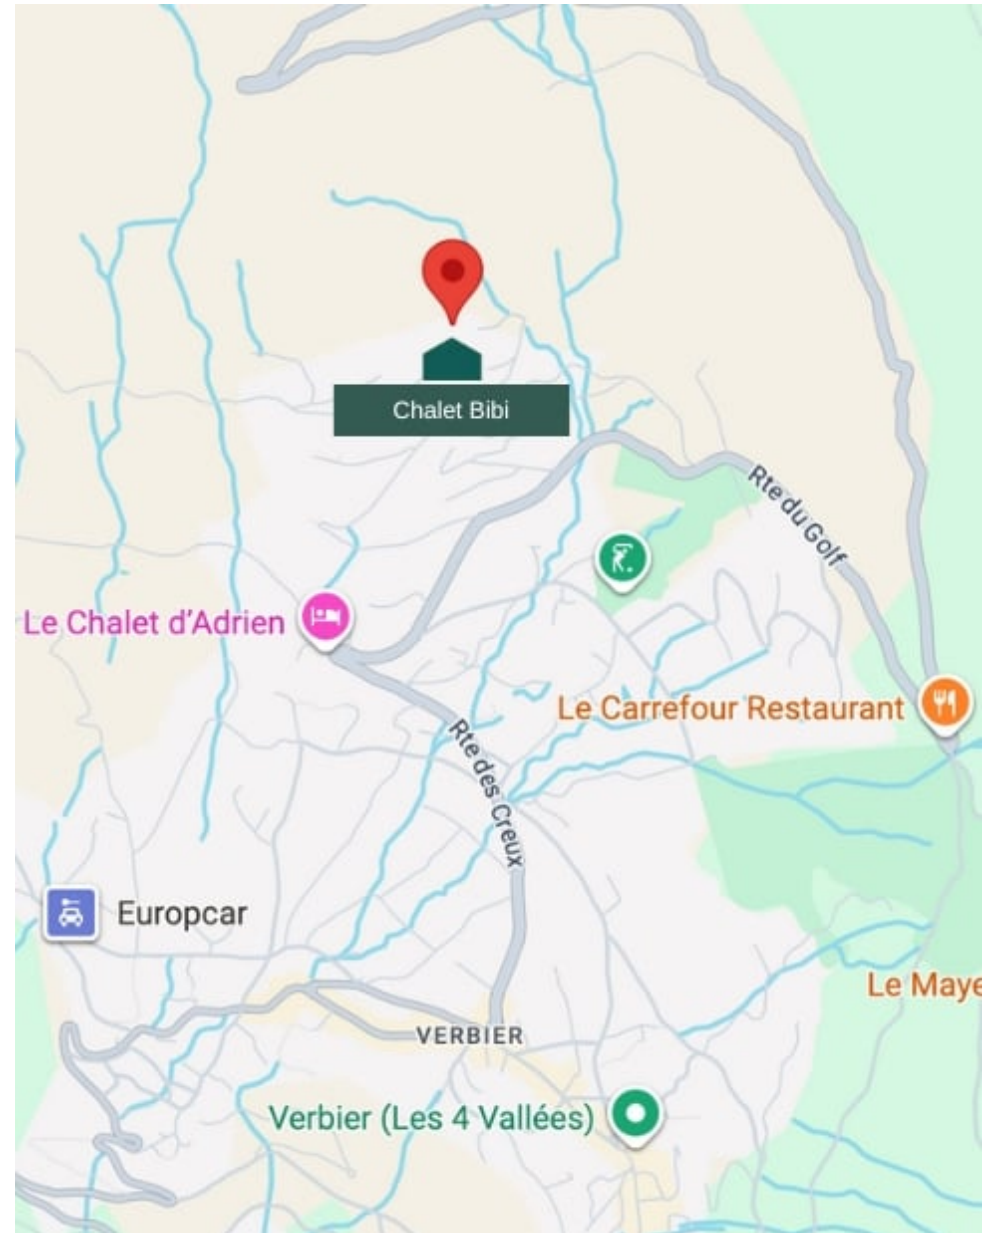 Chalet Bibi
Rte du Golf
Le Chalet d’Adrien
Le Carrefour Restaurant
Rte des Creux
Europcar
Le Maye
VERBIER
Verbier (Les 4 Vallées)